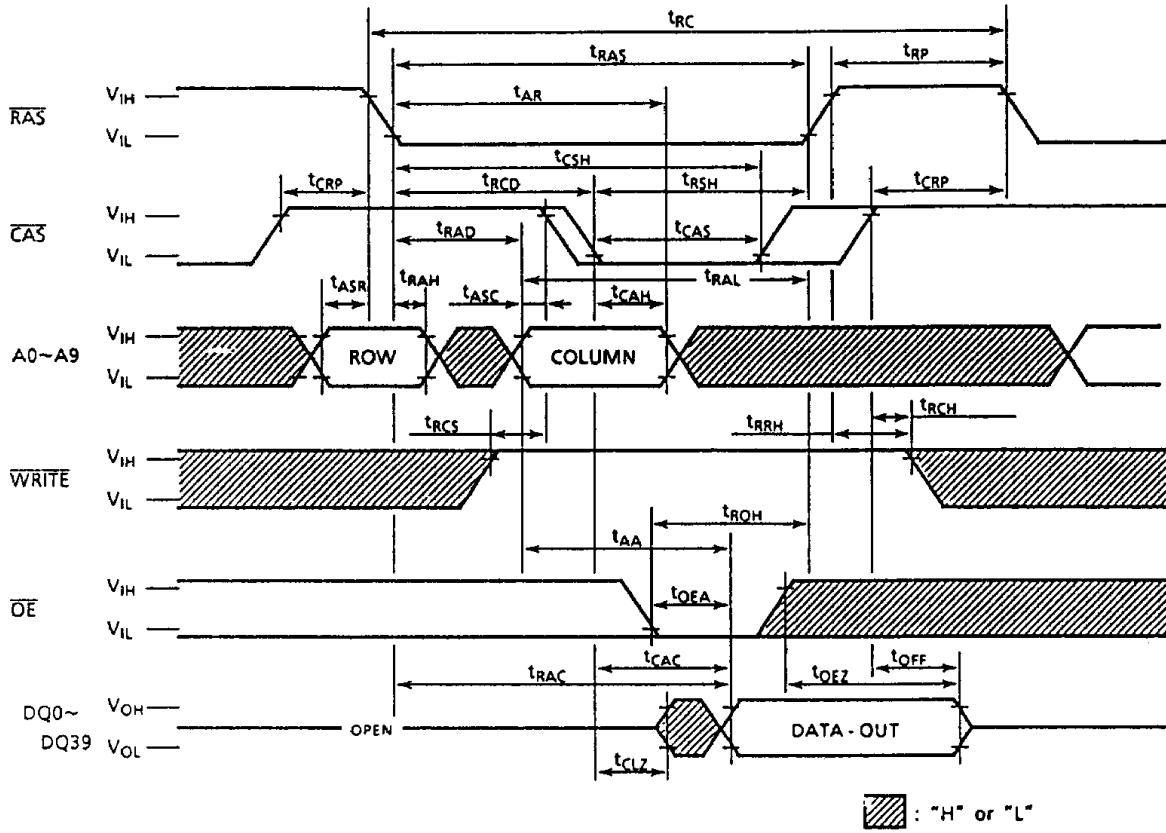 tRC
tRAS
tRP
RAS
VIH
VIL
tAR
tCSH
tCRP
tRCD
tRSH
tCRP
CAS
VIH
VIL
tRAD
tCAS
tRAL
tASR
tRAH
tASC
tCAH
A0~A9
VIH
VIL
ROW
COLUMN
tRCS
tRRH
tRCH
WRITE
VIH
VIL
tROH
tAA
OE
VIH
VIL
tOEA
tCAC
tOFF
tRAC
tOEZ
DQ0~
DQ39
VOH
VOL
OPEN
DATA-OUT
tCLZ
: "H" or "L"